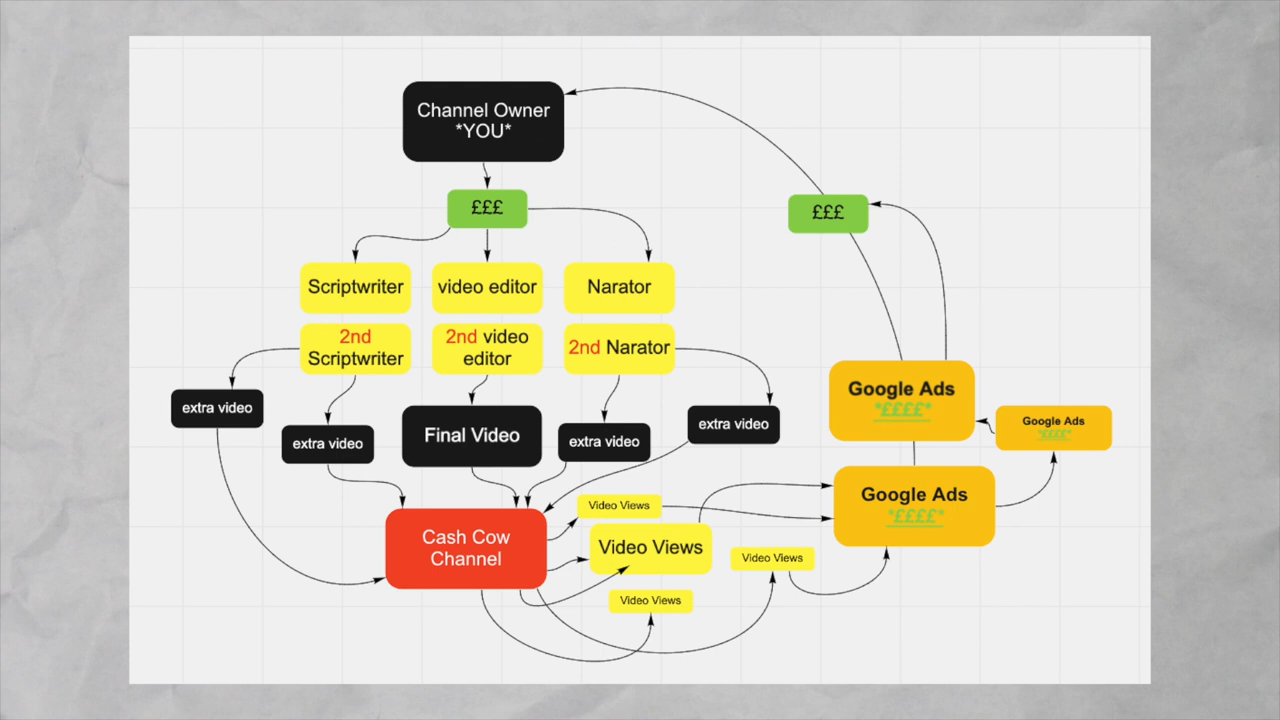 Channel Owner
*YOU*
£££
£££
Scriptwriter
video editor
Narator
2nd
Scriptwriter
2nd video
editor
2nd Narator
extra video
extra video
Final Video
extra video
extra video
Google Ads
*££££*
Google Ads
*££££*
Google Ads
*££££*
Cash Cow
Channel
Video Views
Video Views
Video Views
Video Views